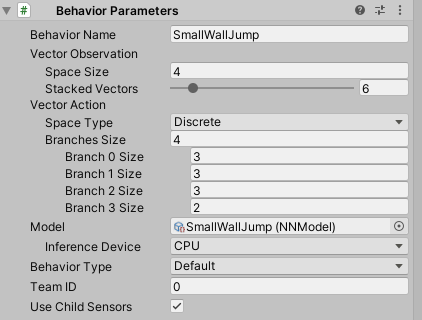 Behavior Parameters
Behavior Name SmallWallJump
Vector Observation
Space Size 4
Stacked Vectors 6
Vector Action
Space Type Discrete
Branches Size 4
Branch 0 Size 3
Branch 1 Size 3
Branch 2 Size 3
Branch 3 Size 2
Model SmallWallJump (NNModel)
Inference Device CPU
Behavior Type Default
Team ID 0
Use Child Sensors